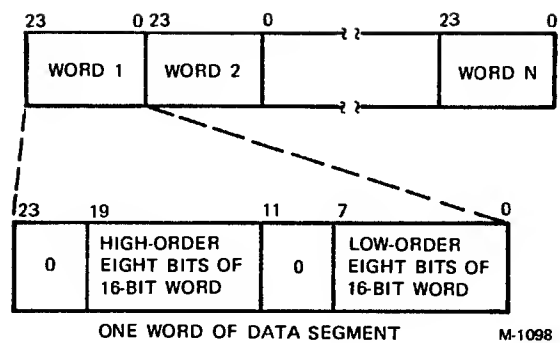 23 0 23 0 23 0
WORD 1 WORD 2 WORD N
23 19 11 7 0
0 HIGH-ORDER EIGHT BITS OF 16-BIT WORD 0 LOW-ORDER EIGHT BITS OF 16-BIT WORD
ONE WORD OF DATA SEGMENT M-1098